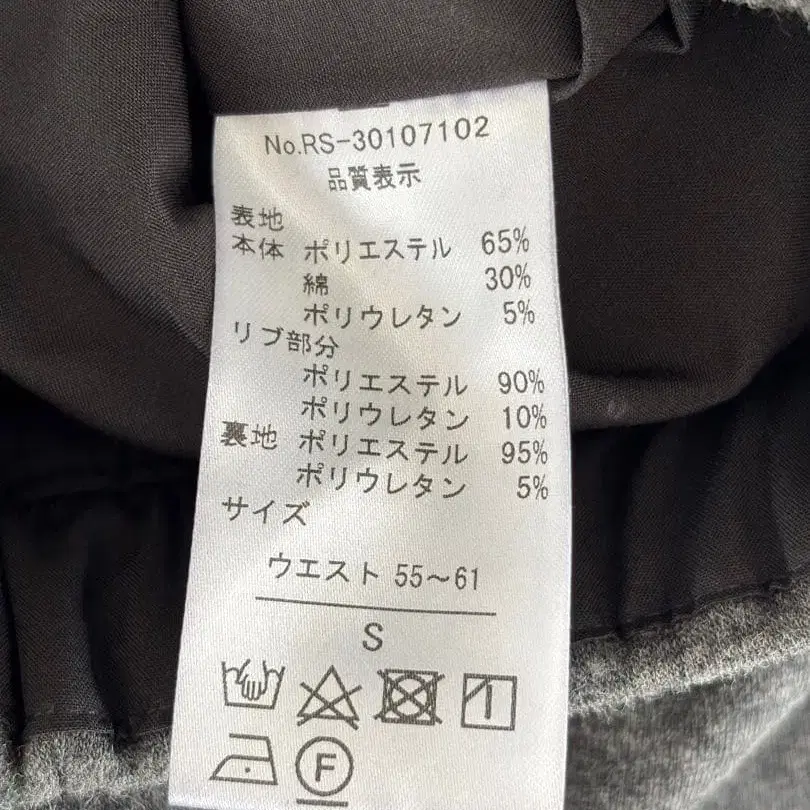 No.RS-30107102
品質表示
表地
本体 ポリエステル 65%
綿 30%
ポリウレタン 5%
リブ部分
ポリエステル 90%
ポリウレタン 10%
裏地 ポリエステル 95%
ポリウレタン 5%
サイズ
ウエスト 55～61
S
F